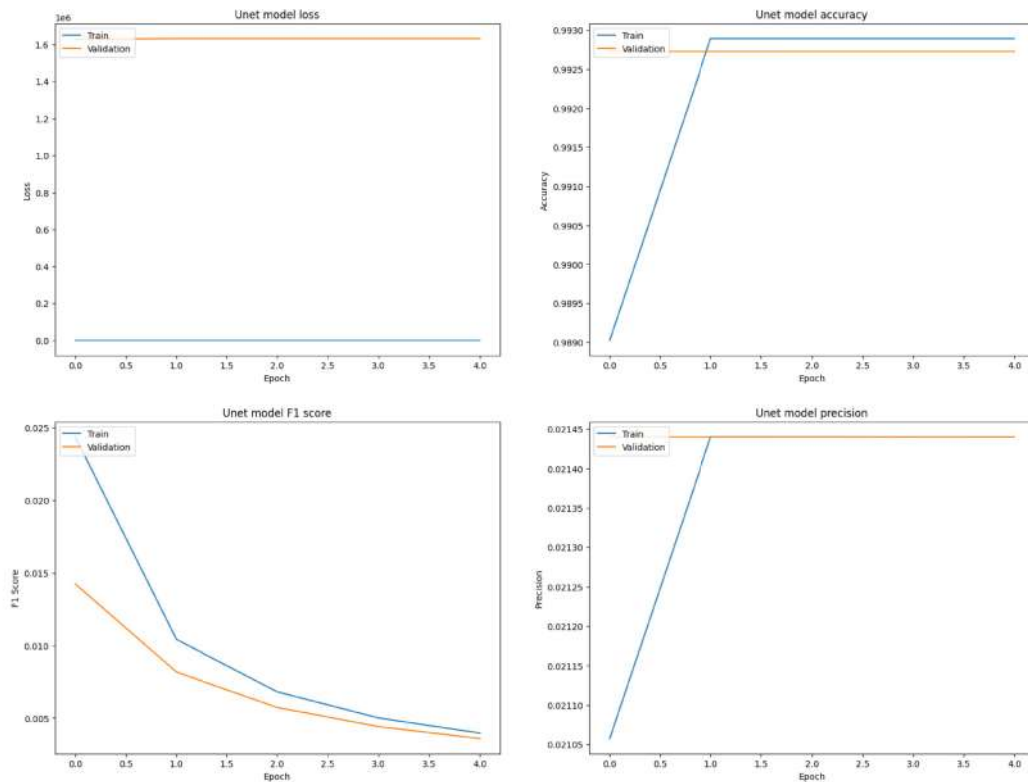 Unet model loss
1e6
Train
Validation
1.6
1.4
1.2
1.0
0.8
0.6
0.4
0.2
0.0
Loss
0.0 0.5 1.0 1.5 2.0 2.5 3.0 3.5 4.0
Epoch
Unet model accuracy
Train
Validation
0.9930
0.9925
0.9920
0.9915
0.9910
0.9905
0.9900
0.9895
0.9890
Accuracy
0.0 0.5 1.0 1.5 2.0 2.5 3.0 3.5 4.0
Epoch
Unet model F1 score
Train
Validation
0.025
0.020
0.015
0.010
0.005
F1 Score
0.0 0.5 1.0 1.5 2.0 2.5 3.0 3.5 4.0
Epoch
Unet model precision
Train
Validation
0.02145
0.02140
0.02135
0.02130
0.02125
0.02120
0.02115
0.02110
0.02105
Precision
0.0 0.5 1.0 1.5 2.0 2.5 3.0 3.5 4.0
Epoch